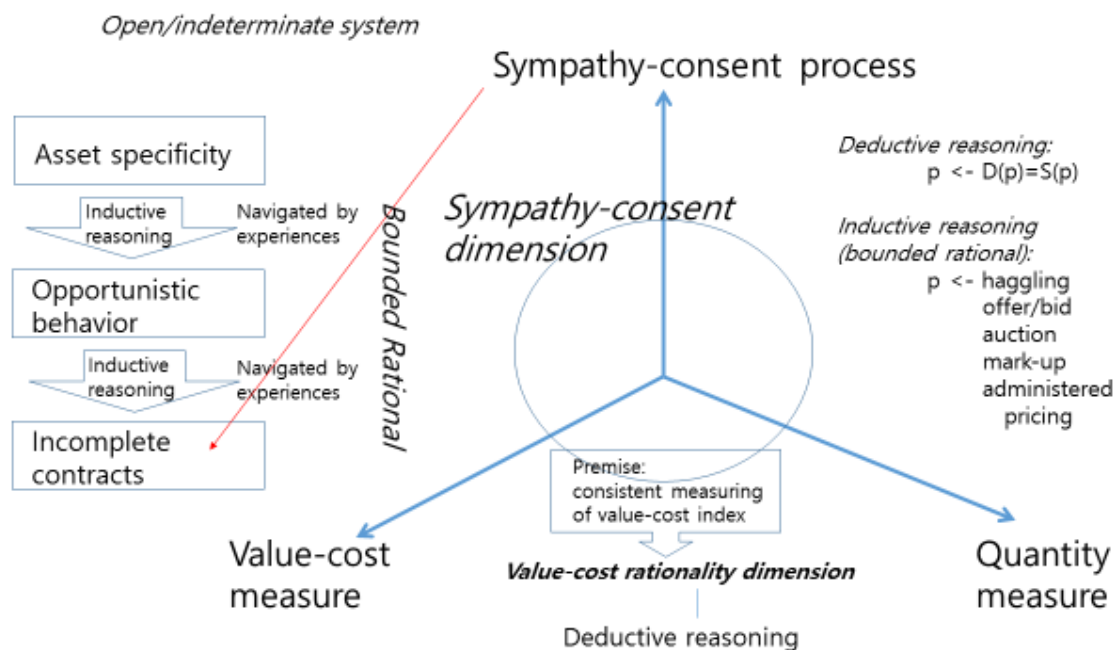 Open/indeterminate system
Sympathy-consent process
Asset specificity
Inductive
reasoning
Navigated by
experiences
Opportunistic
behavior
Inductive
reasoning
Navigated by
experiences
Incomplete
contracts
Bounded Rational
Sympathy-consent
dimension
Deductive reasoning:
p <- D(p)=S(p)
Inductive reasoning
(bounded rational):
p <- haggling
offer/bid
auction
mark-up
administered
pricing
Premise:
consistent measuring
of value-cost index
Value-cost
measure
Value-cost rationality dimension
Deductive reasoning
Quantity
measure